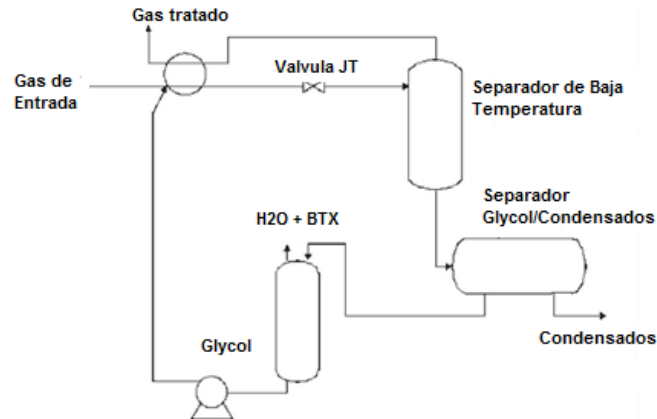 Gas tratado
Gas de
Entrada
Valvula JT
Separador de Baja
Temperatura
Separador
Glycol/Condensados
H2O + BTX
Glycol
Condensados